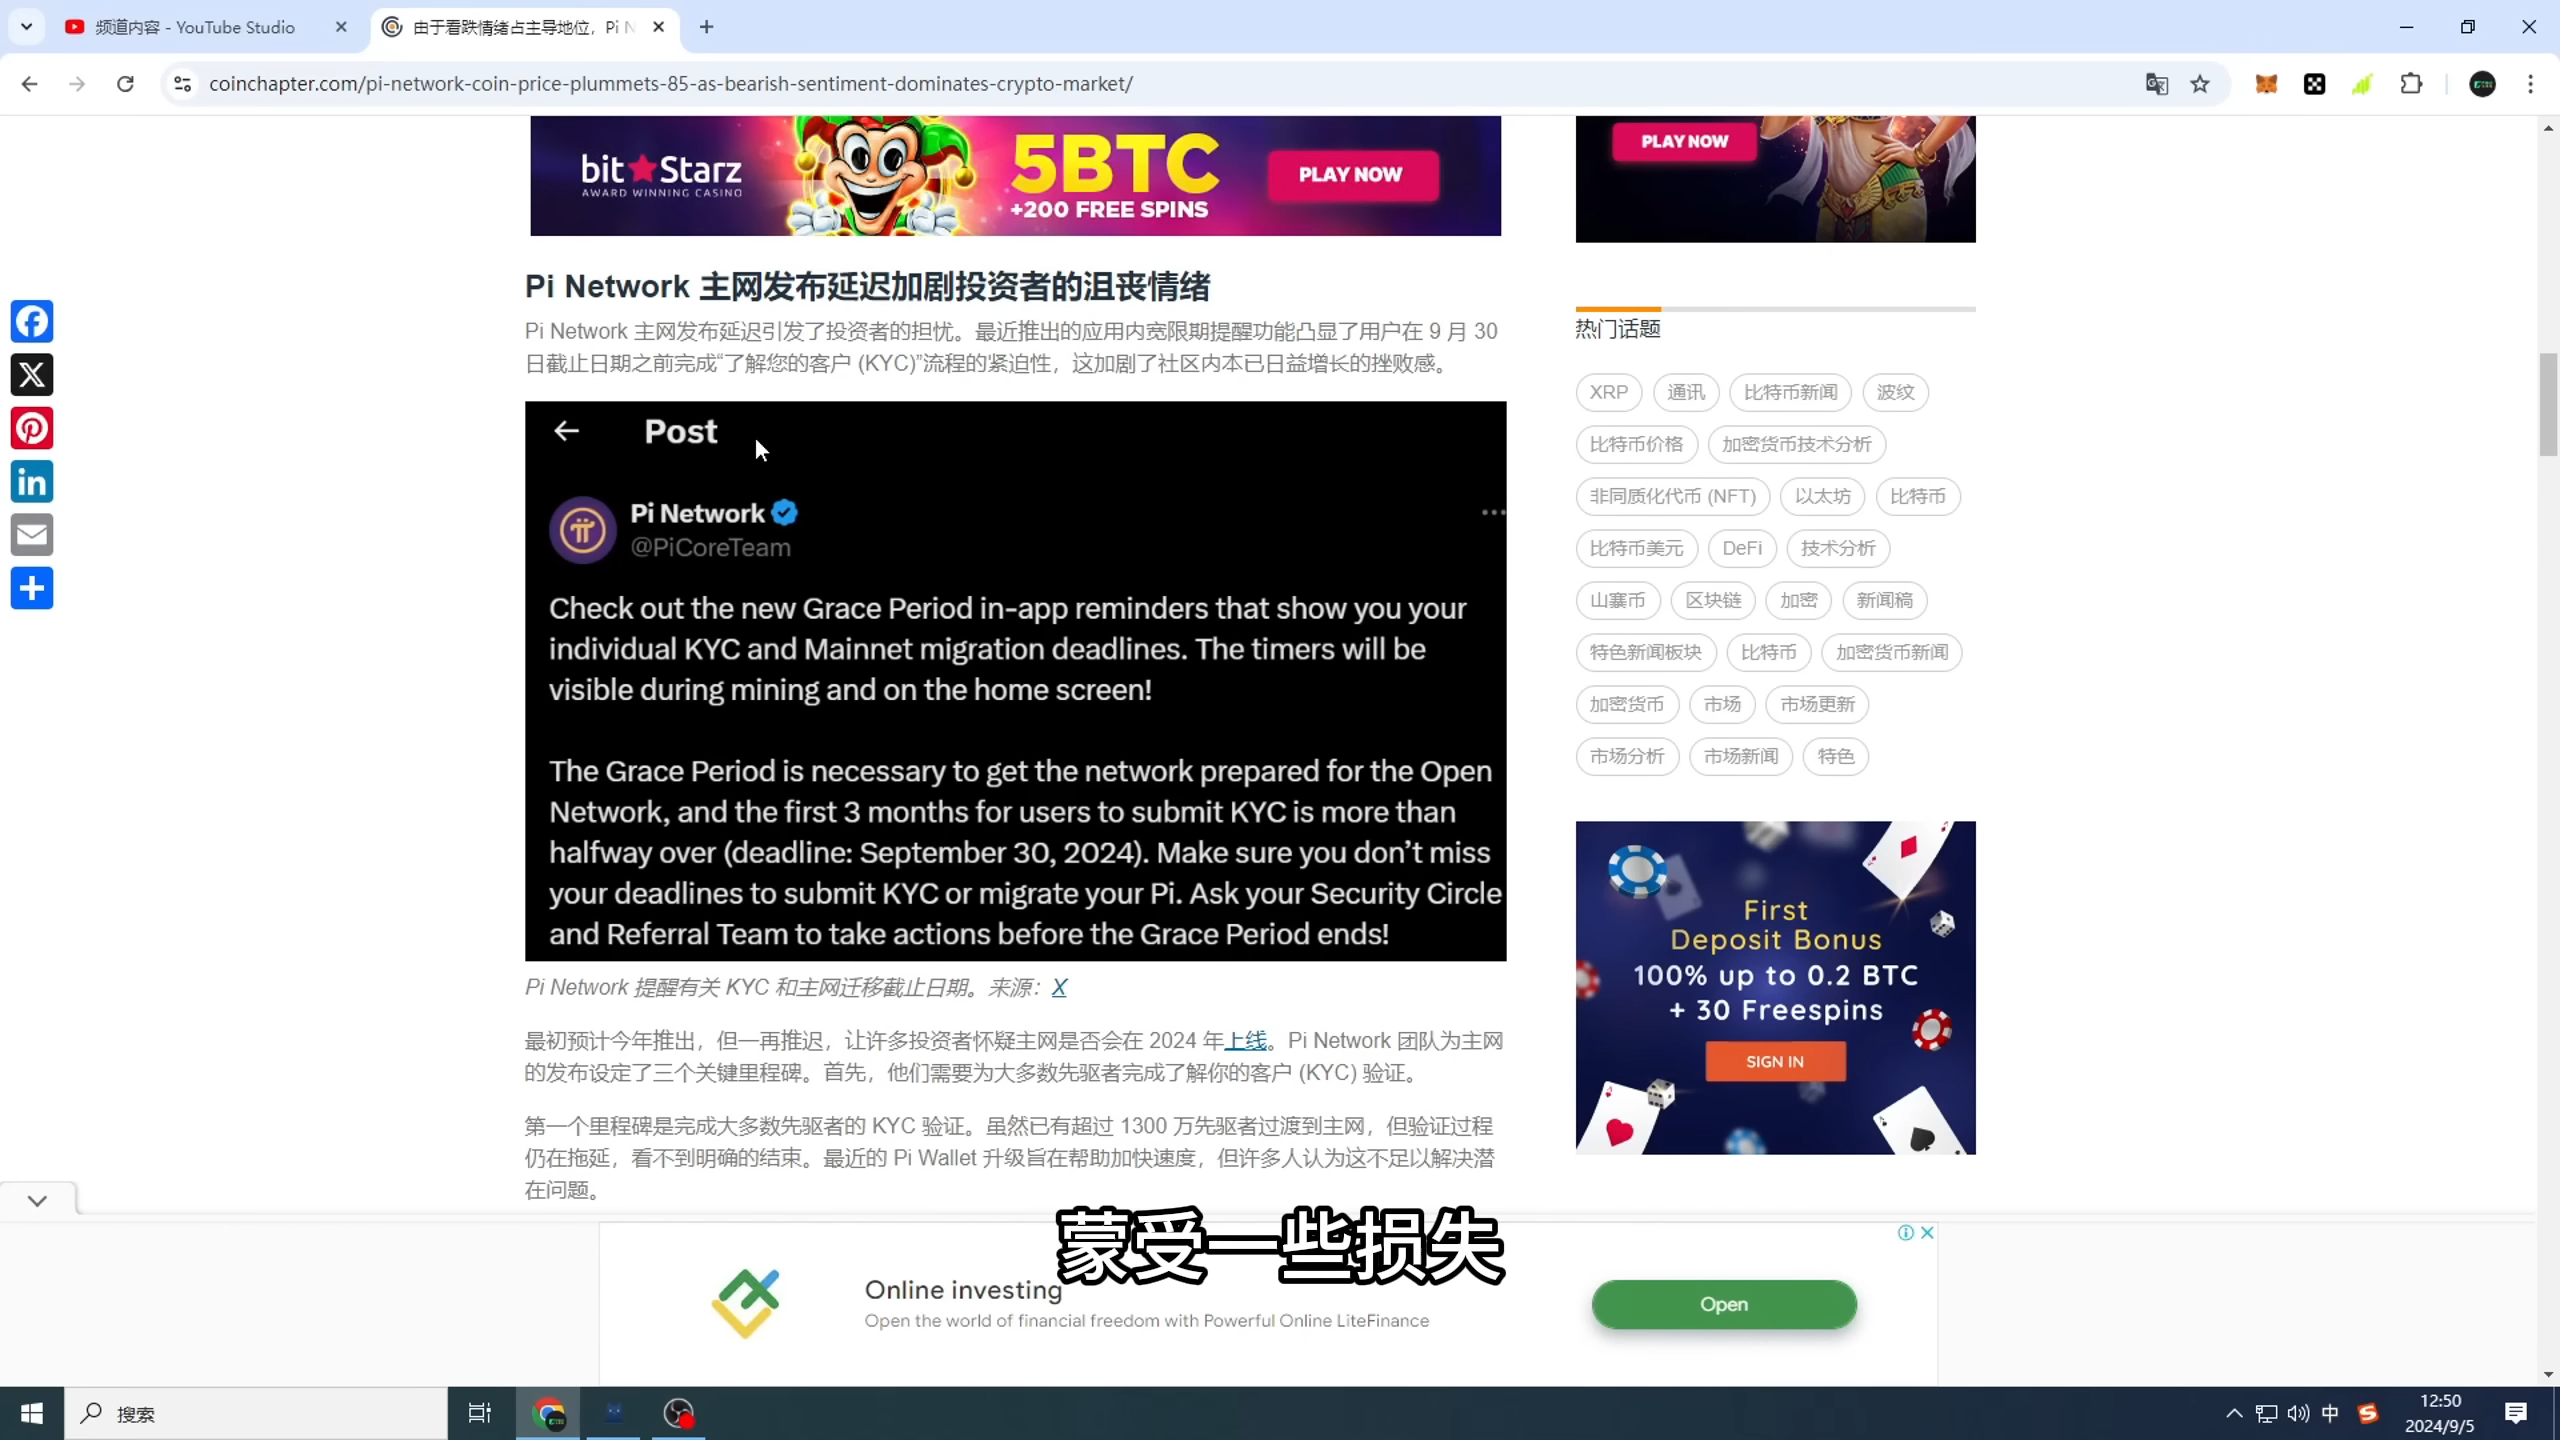 频道内容 - YouTube Studio
由于看跌情绪占主导地位，Pi N
coinchapter.com/pi-network-coin-price-plummets-85-as-bearish-sentiment-dominates-crypto-market/
bit Starz
AWARD WINNING CASINO
5BTC
+200 FREE SPINS
PLAY NOW
PLAY NOW
Pi Network 主网发布延迟加剧投资者的沮丧情绪
Pi Network 主网发布延迟引发了投资者的担忧。最近推出的应用内宽限期提醒功能凸显了用户在 9 月 30
日截止日期之前完成“了解您的客户 (KYC)”流程的紧迫性，这加剧了社区内本已日益增长的挫败感。
Post
Pi Network
@PiCoreTeam
Check out the new Grace Period in-app reminders that show you your
individual KYC and Mainnet migration deadlines. The timers will be
visible during mining and on the home screen!
The Grace Period is necessary to get the network prepared for the Open
Network, and the first 3 months for users to submit KYC is more than
halfway over (deadline: September 30, 2024). Make sure you don’t miss
your deadlines to submit KYC or migrate your Pi. Ask your Security Circle
and Referral Team to take actions before the Grace Period ends!
Pi Network 提醒有关 KYC 和主网迁移截止日期。来源：X
最初预计今年推出，但一再推迟，让许多投资者怀疑主网是否会在 2024 年上线。Pi Network 团队为主网
的发布设定了三个关键里程碑。首先，他们需要为大多数先驱者完成了解你的客户 (KYC) 验证。
第一个里程碑是完成大多数先驱者的 KYC 验证。虽然已有超过 1300 万先驱者过渡到主网，但验证过程
仍在拖延，看不到明确的结束。最近的 Pi Wallet 升级旨在帮助加快速度，但许多人认为这不足以解决潜
在问题。
热门话题
XRP 通讯 比特币新闻 波纹
比特币价格 加密货币技术分析
非同质化代币 (NFT) 以太坊 比特币
比特币美元 DeFi 技术分析
山寨币 区块链 加密 新闻稿
特色新闻板块 比特币 加密货币新闻
加密货币 市场 市场更新
市场分析 市场新闻 特色
First
Deposit Bonus
100% up to 0.2 BTC
+ 30 Freespins
SIGN IN
蒙受一些损失
Online investing
Open the world of financial freedom with Powerful Online LiteFinance
Open
搜索
中
12:50
2024/9/5